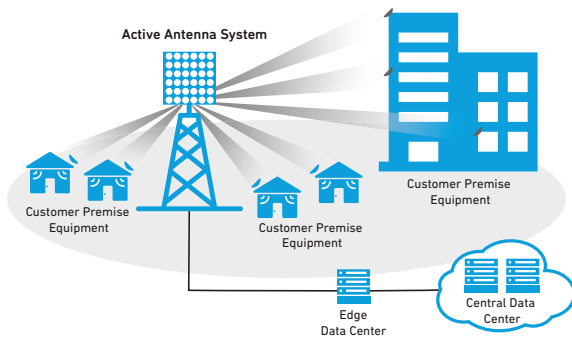 Active Antenna System
Customer Premise
Equipment
Customer Premise
Equipment
Customer Premise
Equipment
Edge
Data Center
Central Data
Center